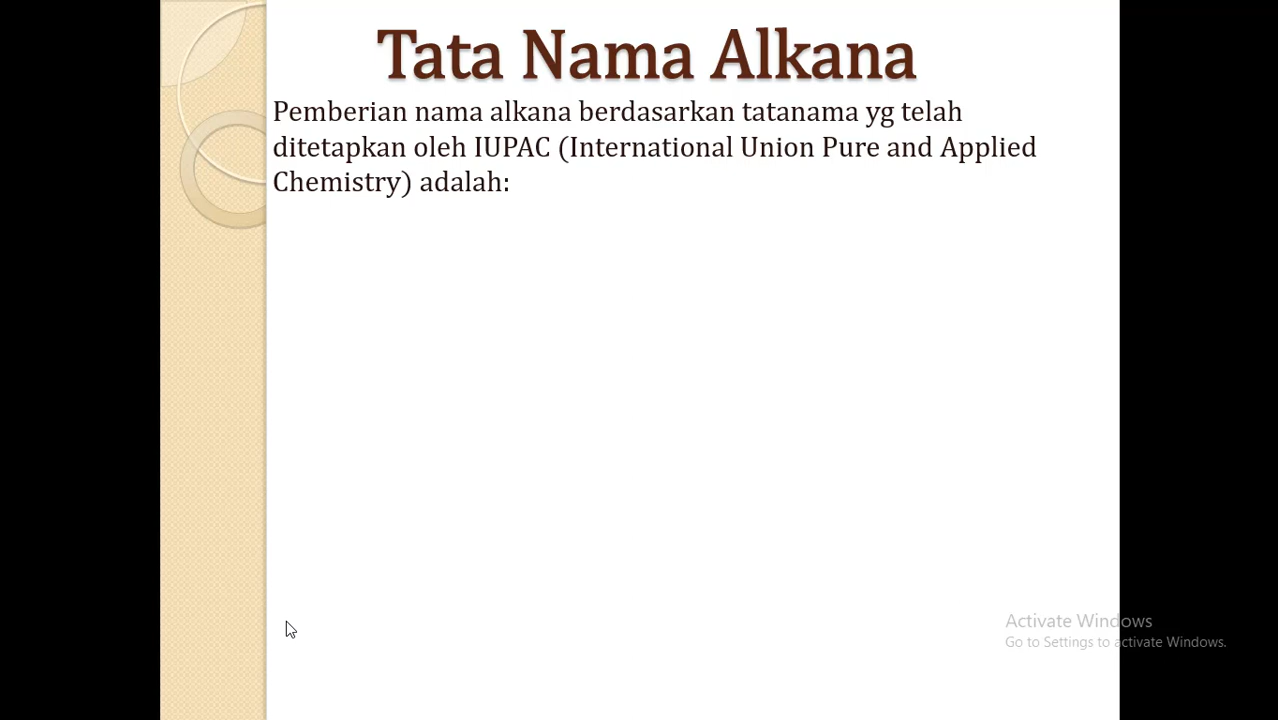 Tata Nama Alkana
Pemberian nama alkana berdasarkan tatanama yg telah
ditetapkan oleh IUPAC (International Union Pure and Applied
Chemistry) adalah:
Activate Windows
Go to Settings to activate Windows.